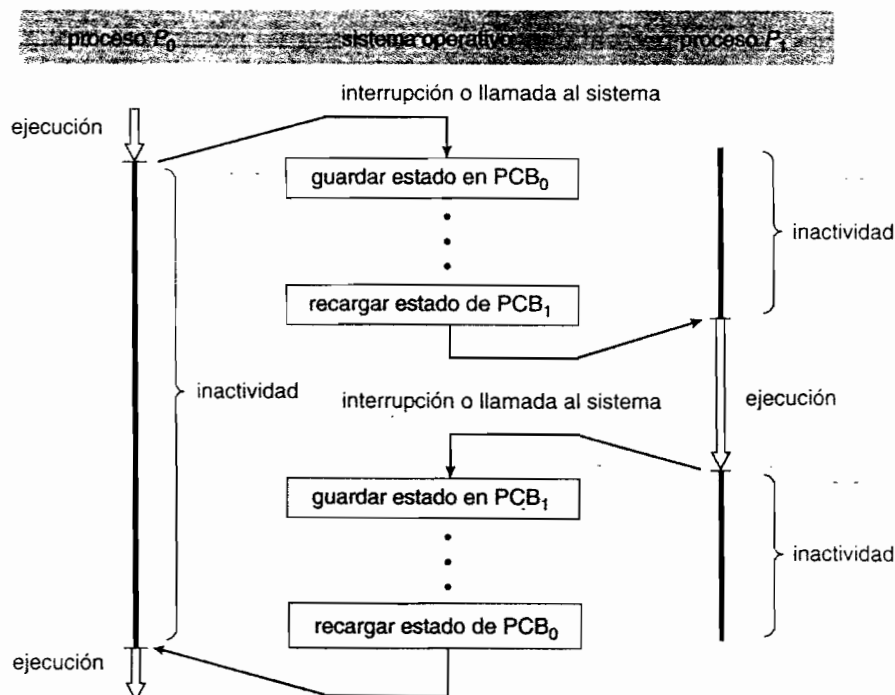 proceso P₀ sistema operativo proceso P₁
interrupción o llamada al sistema
ejecución
guardar estado en PCB₀
inactividad
recargar estado de PCB₁
inactividad
interrupción o llamada al sistema
ejecución
guardar estado en PCB₁
inactividad
recargar estado de PCB₀
ejecución